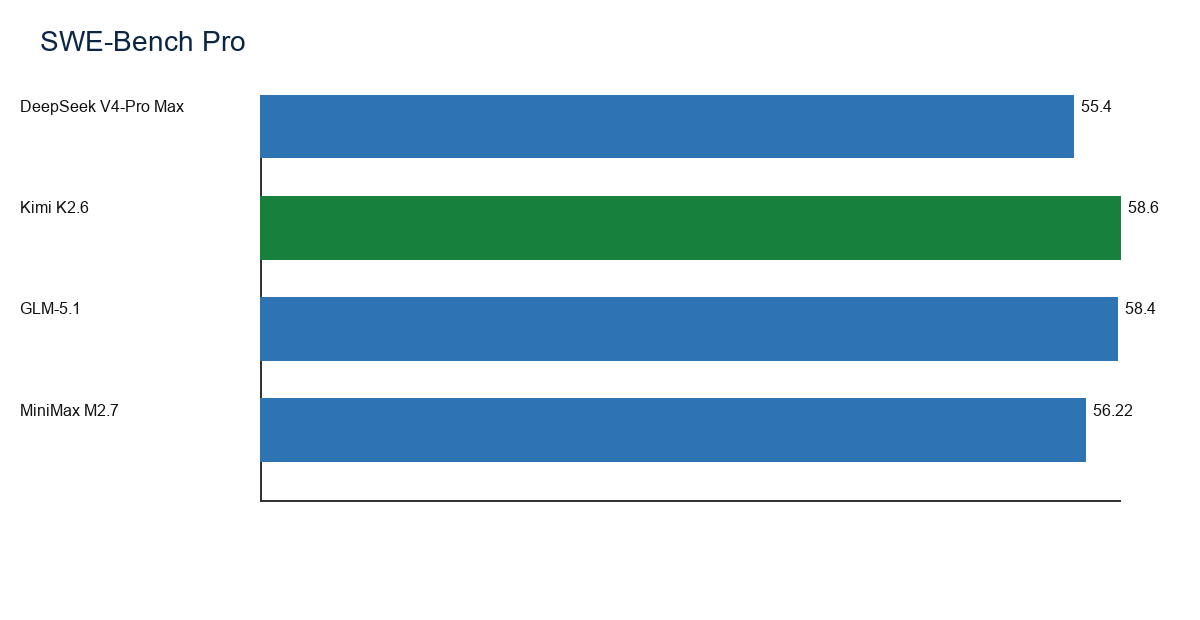 SWE-Bench Pro
DeepSeek V4-Pro Max 55.4
Kimi K2.6 58.6
GLM-5.1 58.4
MiniMax M2.7 56.22